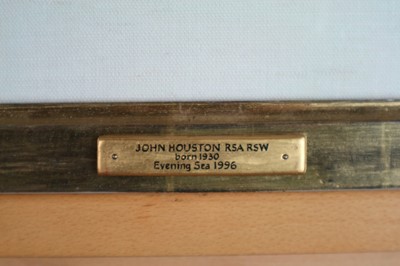 JOHN HOUSTON RSA RSW
born 1930
Evening Sea 1996